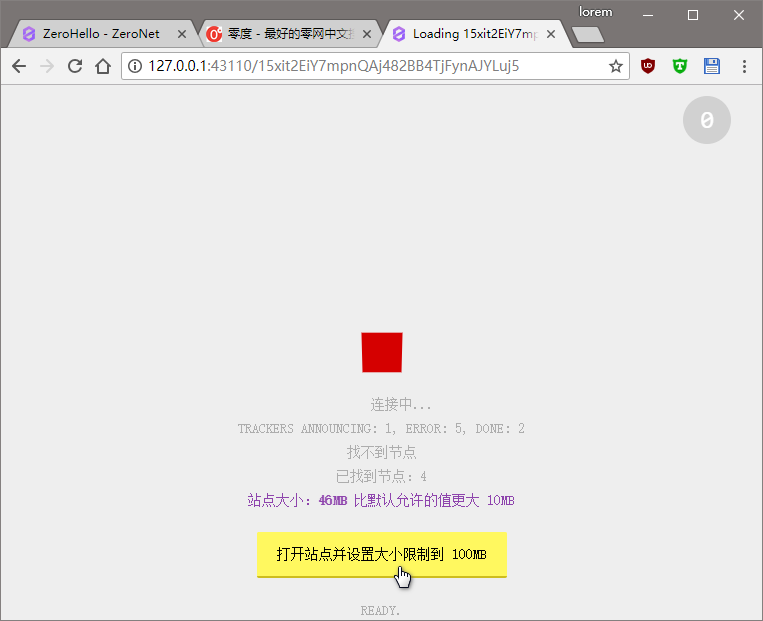 lorem
ZeroHello - ZeroNet
零度 - 最好的零网中文
Loading 15xit2EiY7mp
127.0.0.1:43110/15xit2EiY7mpnQAj482BB4TjFynAJYLuj5
0
连接中...
TRACKERS ANNOUNCING: 1, ERROR: 5, DONE: 2
找不到节点
已找到节点: 4
站点大小: 46MB 比默认允许的值更大 10MB
打开站点并设置大小限制到 100MB
READY.